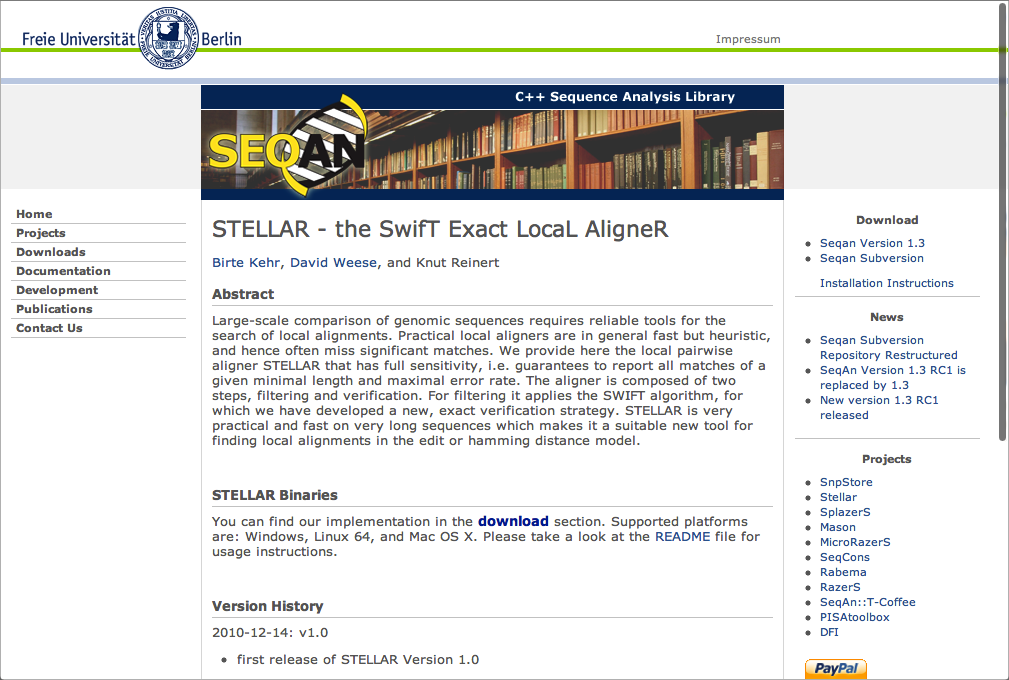 Freie Universität Berlin
Impressum
C++ Sequence Analysis Library
SEQAN
Home
Projects
Downloads
Documentation
Development
Publications
Contact Us
STELLAR - the SwifT Exact LocaL AligneR
Birte Kehr, David Weese, and Knut Reinert
Abstract
Large-scale comparison of genomic sequences requires reliable tools for the
search of local alignments. Practical local aligners are in general fast but heuristic,
and hence often miss significant matches. We provide here the local pairwise
aligner STELLAR that has full sensitivity, i.e. guarantees to report all matches of a
given minimal length and maximal error rate. The aligner is composed of two
steps, filtering and verification. For filtering it applies the SWIFT algorithm, for
which we have developed a new, exact verification strategy. STELLAR is very
practical and fast on very long sequences which makes it a suitable new tool for
finding local alignments in the edit or hamming distance model.
STELLAR Binaries
You can find our implementation in the download section. Supported platforms
are: Windows, Linux 64, and Mac OS X. Please take a look at the README file for
usage instructions.
Version History
2010-12-14: v1.0
first release of STELLAR Version 1.0
Download
Seqan Version 1.3
Seqan Subversion
Installation Instructions
News
Seqan Subversion
Repository Restructured
SeqAn Version 1.3 RC1 is
replaced by 1.3
New version 1.3 RC1
released
Projects
SnpStore
Stellar
SplazerS
Mason
MicroRazerS
SeqCons
Rabema
RazerS
SeqAn::T-Coffee
PISAtoolbox
DFI
PayPal